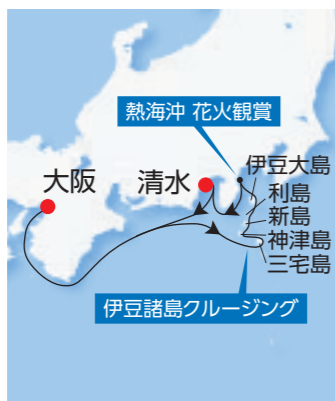 熱海沖 花火観賞
大阪
清水
伊豆大島
利島
新島
神津島
三宅島
伊豆諸島クルージング